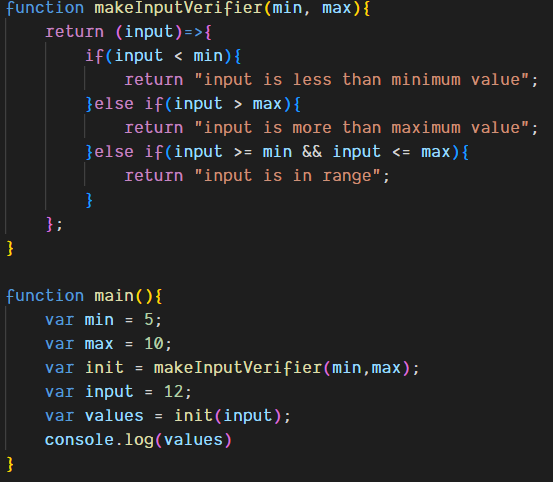 function makeInputVerifier(min, max){
    return (input)=>{
        if(input < min){
            return "input is less than minimum value";
        }else if(input > max){
            return "input is more than maximum value";
        }else if(input >= min && input <= max){
            return "input is in range";
        }
    };
}

function main(){
    var min = 5;
    var max = 10;
    var init = makeInputVerifier(min,max);
    var input = 12;
    var values = init(input);
    console.log(values)
}